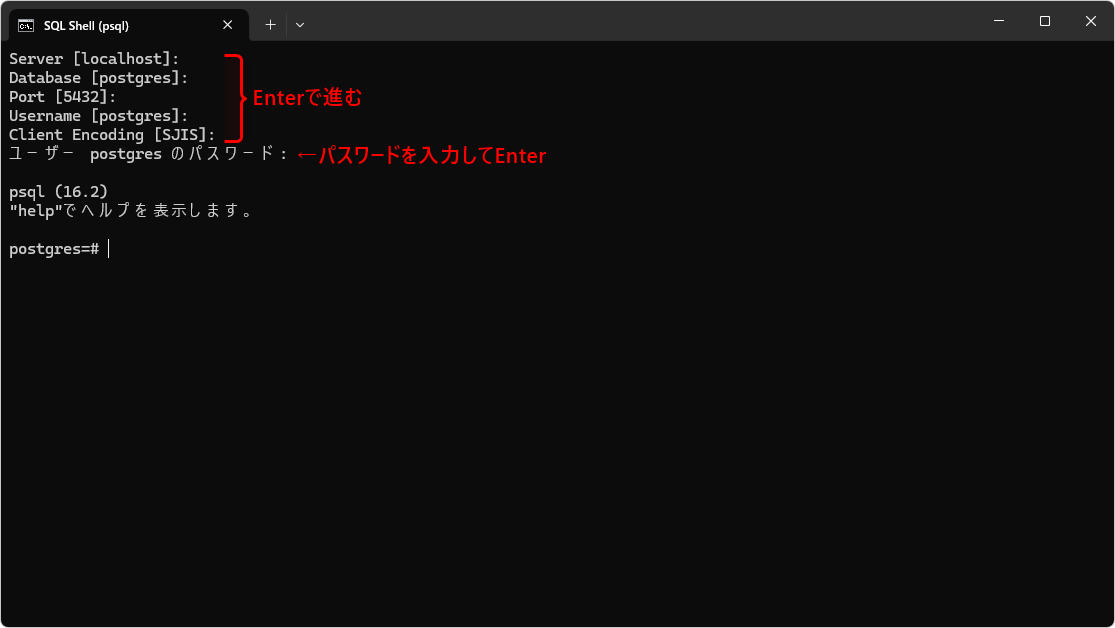 SQL Shell (psql)
Server [localhost]:
Database [postgres]:
Port [5432]:
Enterで進む
Username [postgres]:
Client Encoding [SJIS]:
ユーザー postgres のパスワード: ←パスワードを入力してEnter
psql (16.2)
"help"でヘルプを表示します。
postgres=#